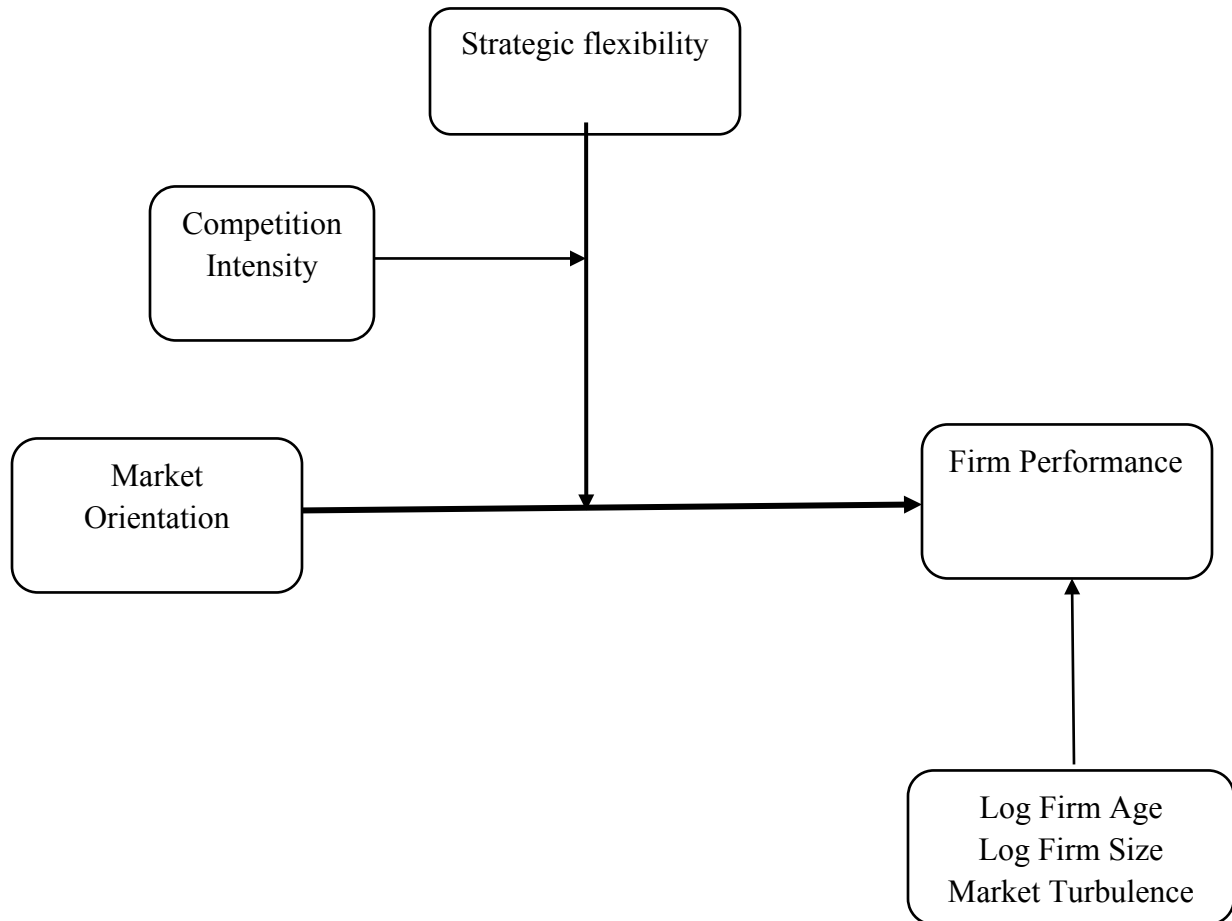 Strategic flexibility
Competition
Intensity
Market
Orientation
Firm Performance
Log Firm Age
Log Firm Size
Market Turbulence